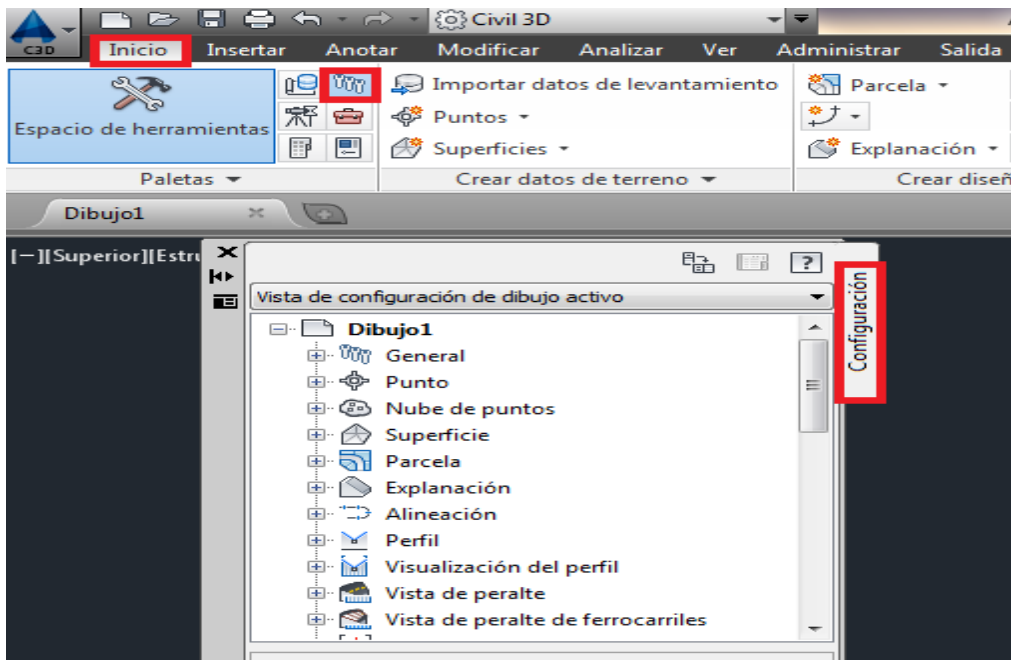 Civil 3D
C3D
Inicio Insertar Anotar Modificar Analizar Ver Administrar Salida
Importar datos de levantamiento Parcela
Espacio de herramientas
Puntos
Superficies Explanación
Paletas Crear datos de terreno Crear diseñ
Dibujo1
[−][Superior][Estru
?
Configuración
Vista de configuración de dibujo activo
Dibujo1
General
Punto
Nube de puntos
Superficie
Parcela
Explanación
Alineación
Perfil
Visualización del perfil
Vista de peralte
Vista de peralte de ferrocarriles